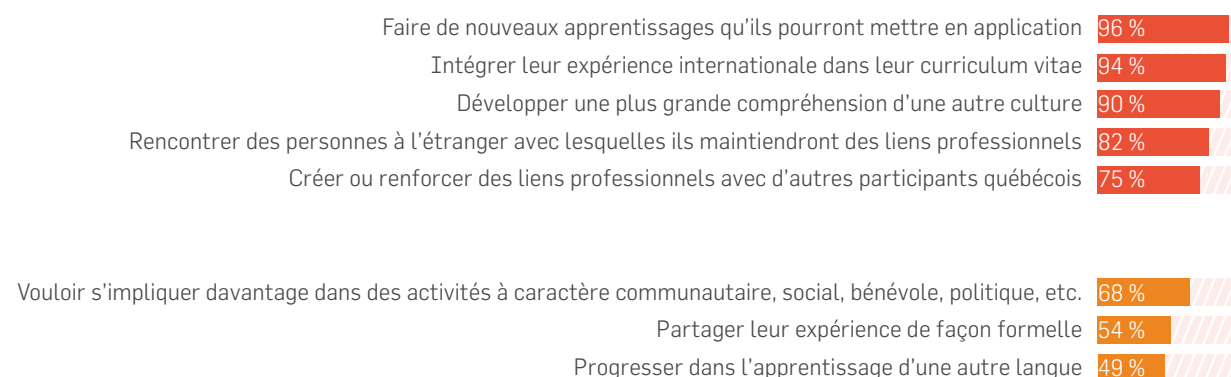 Faire de nouveaux apprentissages qu'ils pourront mettre en application 96 %
Intégrer leur expérience internationale dans leur curriculum vitae 94 %
Développer une plus grande compréhension d'une autre culture 90 %
Rencontrer des personnes à l'étranger avec lesquelles ils maintiendront des liens professionnels 82 %
Créer ou renforcer des liens professionnels avec d'autres participants québécois 75 %
Vouloir s'impliquer davantage dans des activités à caractère communautaire, social, bénévole, politique, etc. 68 %
Partager leur expérience de façon formelle 54 %
Progresser dans l'apprentissage d'une autre langue 49 %